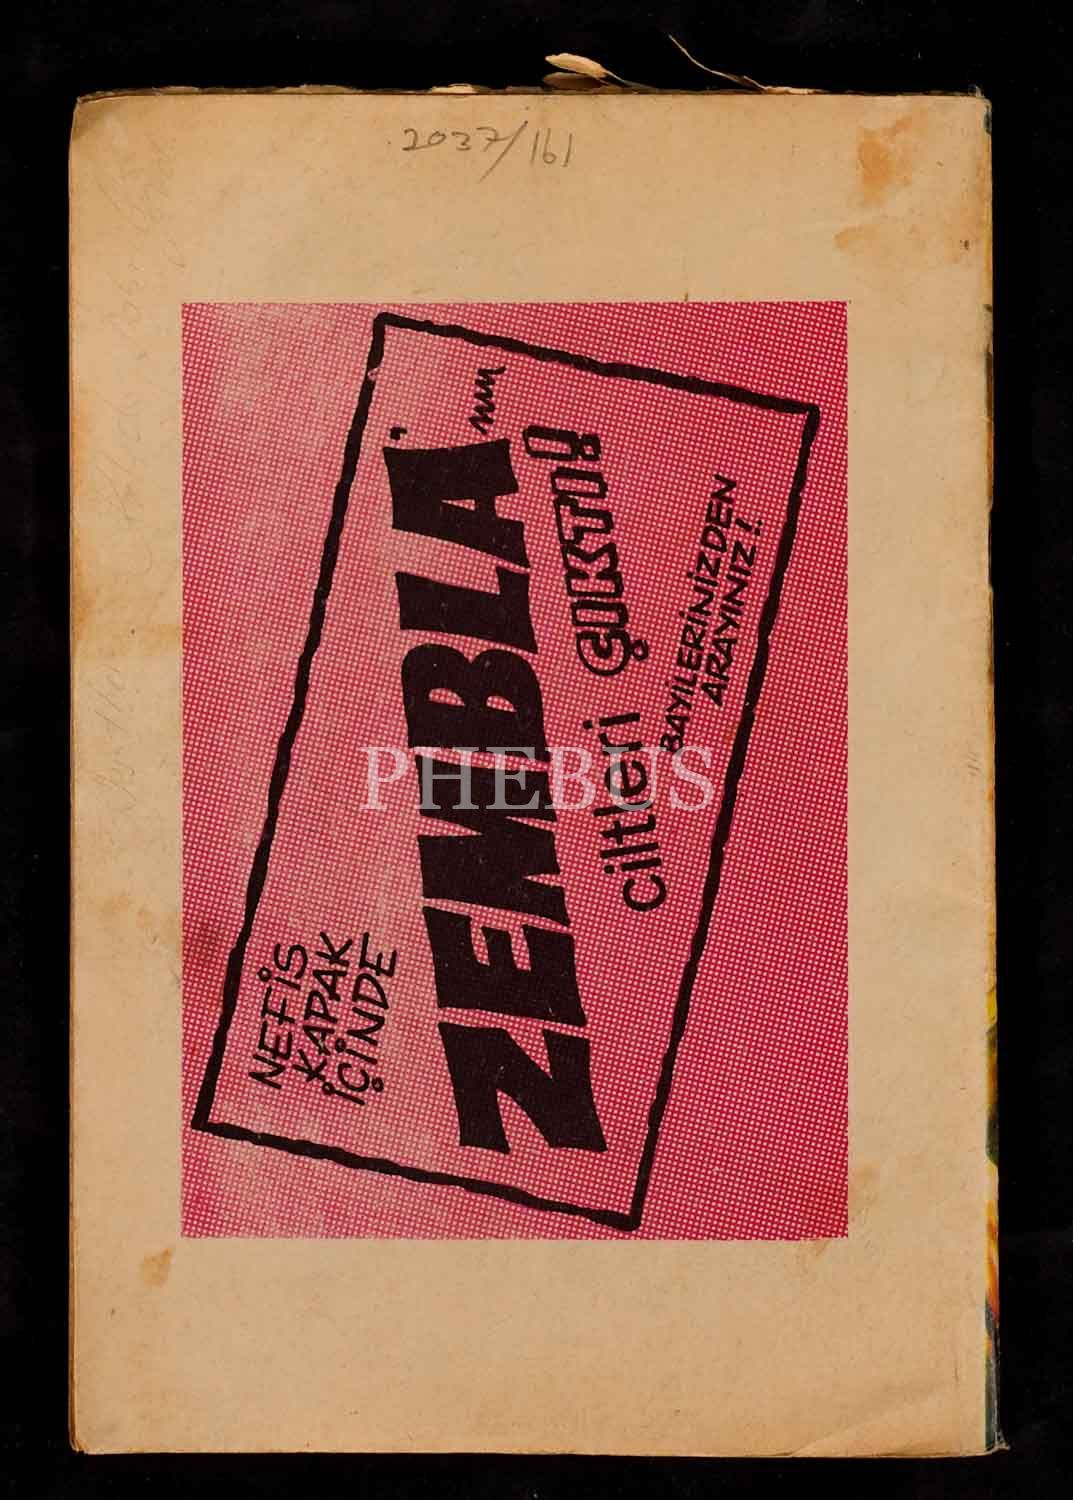 2037/161
NEFİS
KAPAK
İÇİNDE
ZEMBLA'nın
ciltleri ÇIKTI!
BAYİLERİNİZDEN
ARAYINIZ!.
PHEBUS